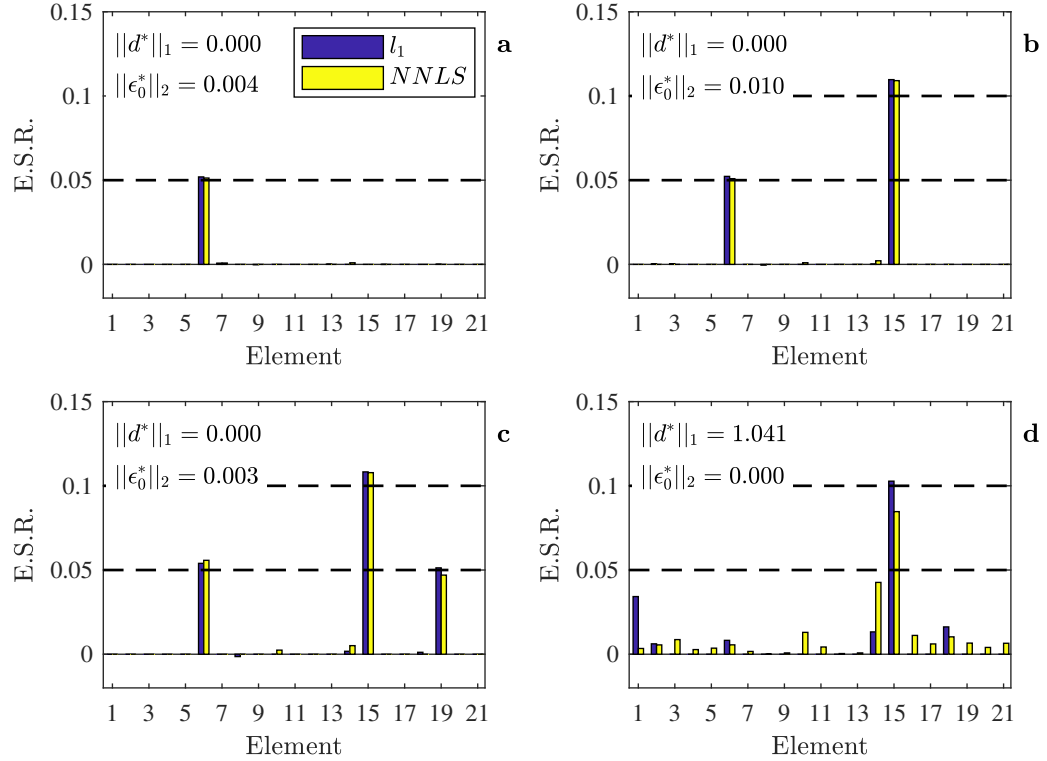 0.15
||d*||₁ = 0.000
||ϵ₀*||₂ = 0.004
l₁
NNLS
a
0.1
0.05
0
E.S.R.
1 3 5 7 9 11 13 15 17 19 21
Element
0.15
||d*||₁ = 0.000
||ϵ₀*||₂ = 0.010
b
0.1
0.05
0
E.S.R.
1 3 5 7 9 11 13 15 17 19 21
Element
0.15
||d*||₁ = 0.000
||ϵ₀*||₂ = 0.003
c
0.1
0.05
0
E.S.R.
1 3 5 7 9 11 13 15 17 19 21
Element
0.15
||d*||₁ = 1.041
||ϵ₀*||₂ = 0.000
d
0.1
0.05
0
E.S.R.
1 3 5 7 9 11 13 15 17 19 21
Element